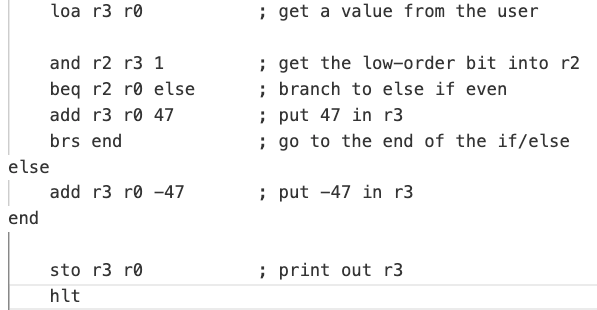 loa r3 r0 ; get a value from the user
and r2 r3 1 ; get the low-order bit into r2
beq r2 r0 else ; branch to else if even
add r3 r0 47 ; put 47 in r3
brs end ; go to the end of the if/else
else
add r3 r0 -47 ; put -47 in r3
end
sto r3 r0 ; print out r3
hlt